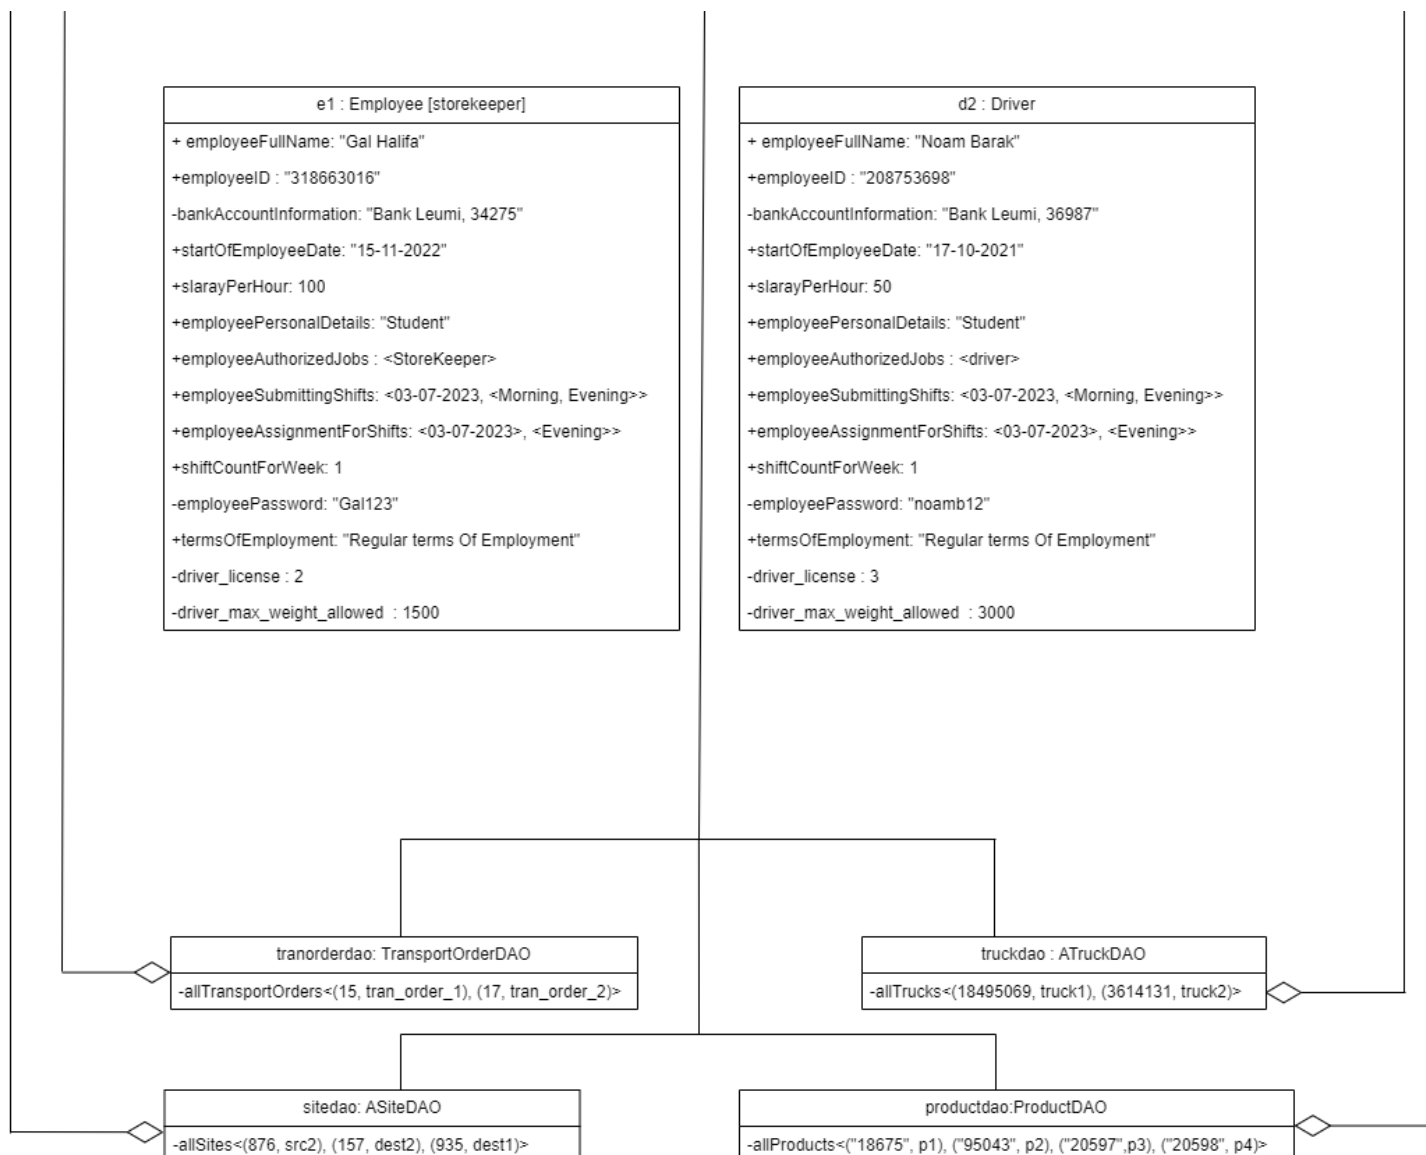 e1 : Employee [storekeeper]
+ employeeFullName: "Gal Halifa"
+employeeID : "318663016"
-bankAccountInformation: "Bank Leumi, 34275"
+startOfEmployeeDate: "15-11-2022"
+slarayPerHour: 100
+employeePersonalDetails: "Student"
+employeeAuthorizedJobs : <StoreKeeper>
+employeeSubmittingShifts: <03-07-2023, <Morning, Evening>>
+employeeAssignmentForShifts: <03-07-2023>, <Evening>>
+shiftCountForWeek: 1
-employeePassword: "Gal123"
+termsOfEmployment: "Regular terms Of Employment"
-driver_license : 2
-driver_max_weight_allowed : 1500
d2 : Driver
+ employeeFullName: "Noam Barak"
+employeeID : "208753698"
-bankAccountInformation: "Bank Leumi, 36987"
+startOfEmployeeDate: "17-10-2021"
+slarayPerHour: 50
+employeePersonalDetails: "Student"
+employeeAuthorizedJobs : <driver>
+employeeSubmittingShifts: <03-07-2023, <Morning, Evening>>
+employeeAssignmentForShifts: <03-07-2023>, <Evening>>
+shiftCountForWeek: 1
-employeePassword: "noamb12"
+termsOfEmployment: "Regular terms Of Employment"
-driver_license : 3
-driver_max_weight_allowed : 3000
tranorderdao: TransportOrderDAO
-allTransportOrders<(15, tran_order_1), (17, tran_order_2)>
truckdao : ATruckDAO
-allTrucks<(18495069, truck1), (3614131, truck2)>
sitedao: ASiteDAO
-allSites<(876, src2), (157, dest2), (935, dest1)>
productdao:ProductDAO
-allProducts<("18675", p1), ("95043", p2), ("20597",p3), ("20598", p4)>